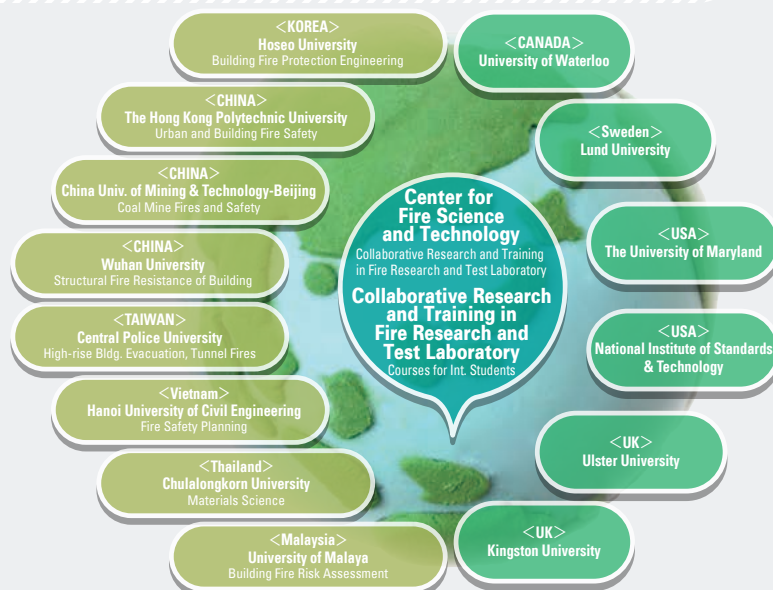 <KOREA>
Hoseo University
Building Fire Protection Engineering
<CHINA>
The Hong Kong Polytechnic University
Urban and Building Fire Safety
<CHINA>
China Univ. of Mining & Technology-Beijing
Coal Mine Fires and Safety
<CHINA>
Wuhan University
Structural Fire Resistance of Building
<TAIWAN>
Central Police University
High-rise Bldg. Evacuation, Tunnel Fires
<Vietnam>
Hanoi University of Civil Engineering
Fire Safety Planning
<Thailand>
Chulalongkorn University
Materials Science
<Malaysia>
University of Malaya
Building Fire Risk Assessment
Center for
Fire Science
and Technology
Collaborative Research and Training
in Fire Research and Test Laboratory
Collaborative Research
and Training in
Fire Research and
Test Laboratory
Courses for Int. Students
<CANADA>
University of Waterloo
<Sweden>
Lund University
<USA>
The University of Maryland
<USA>
National Institute of Standards
& Technology
<UK>
Ulster University
<UK>
Kingston University